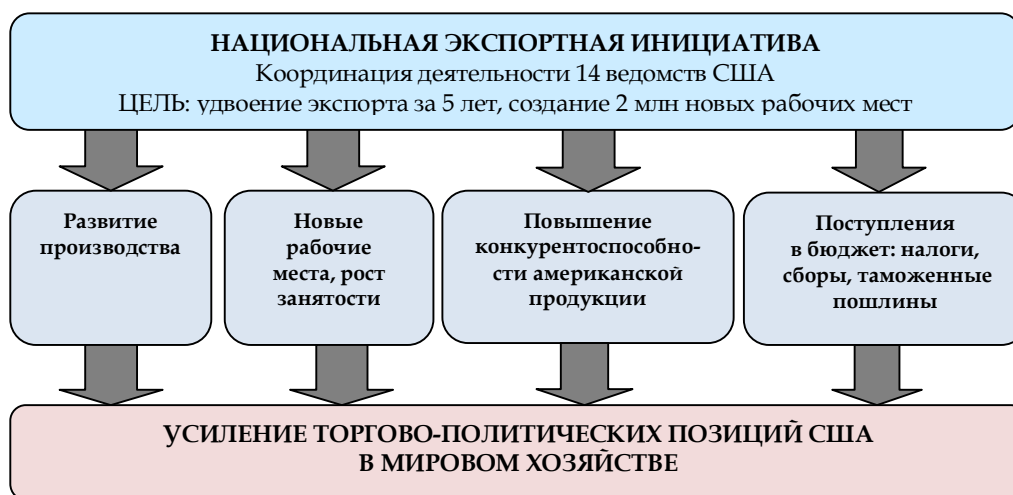 НАЦИОНАЛЬНАЯ ЭКСПОРТНАЯ ИНИЦИАТИВА
Координация деятельности 14 ведомств США
ЦЕЛЬ: удвоение экспорта за 5 лет, создание 2 млн новых рабочих мест
Развитие
производства
Новые
рабочие
места, рост
занятости
Повышение
конкурентоспособно-
сти американской
продукции
Поступления
в бюджет: налоги,
сборы, таможенные
пошлины
УСИЛЕНИЕ ТОРГОВО-ПОЛИТИЧЕСКИХ ПОЗИЦИЙ США
В МИРОВОМ ХОЗЯЙСТВЕ